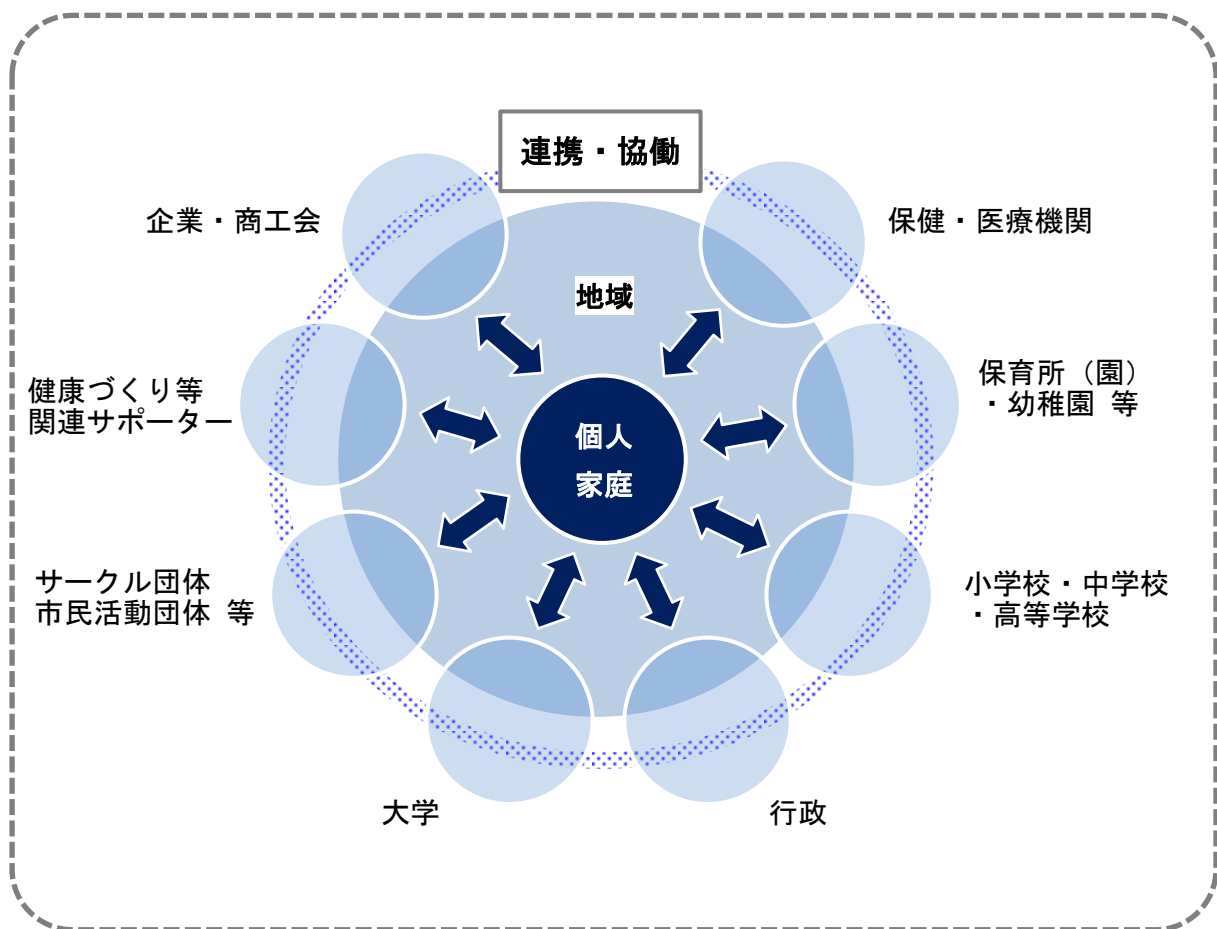 連携・協働
企業・商工会
保健・医療機関
地域
健康づくり等
関連サポーター
保育所（園）
・幼稚園 等
個人
家庭
サークル団体
市民活動団体 等
小学校・中学校
・高等学校
大学
行政